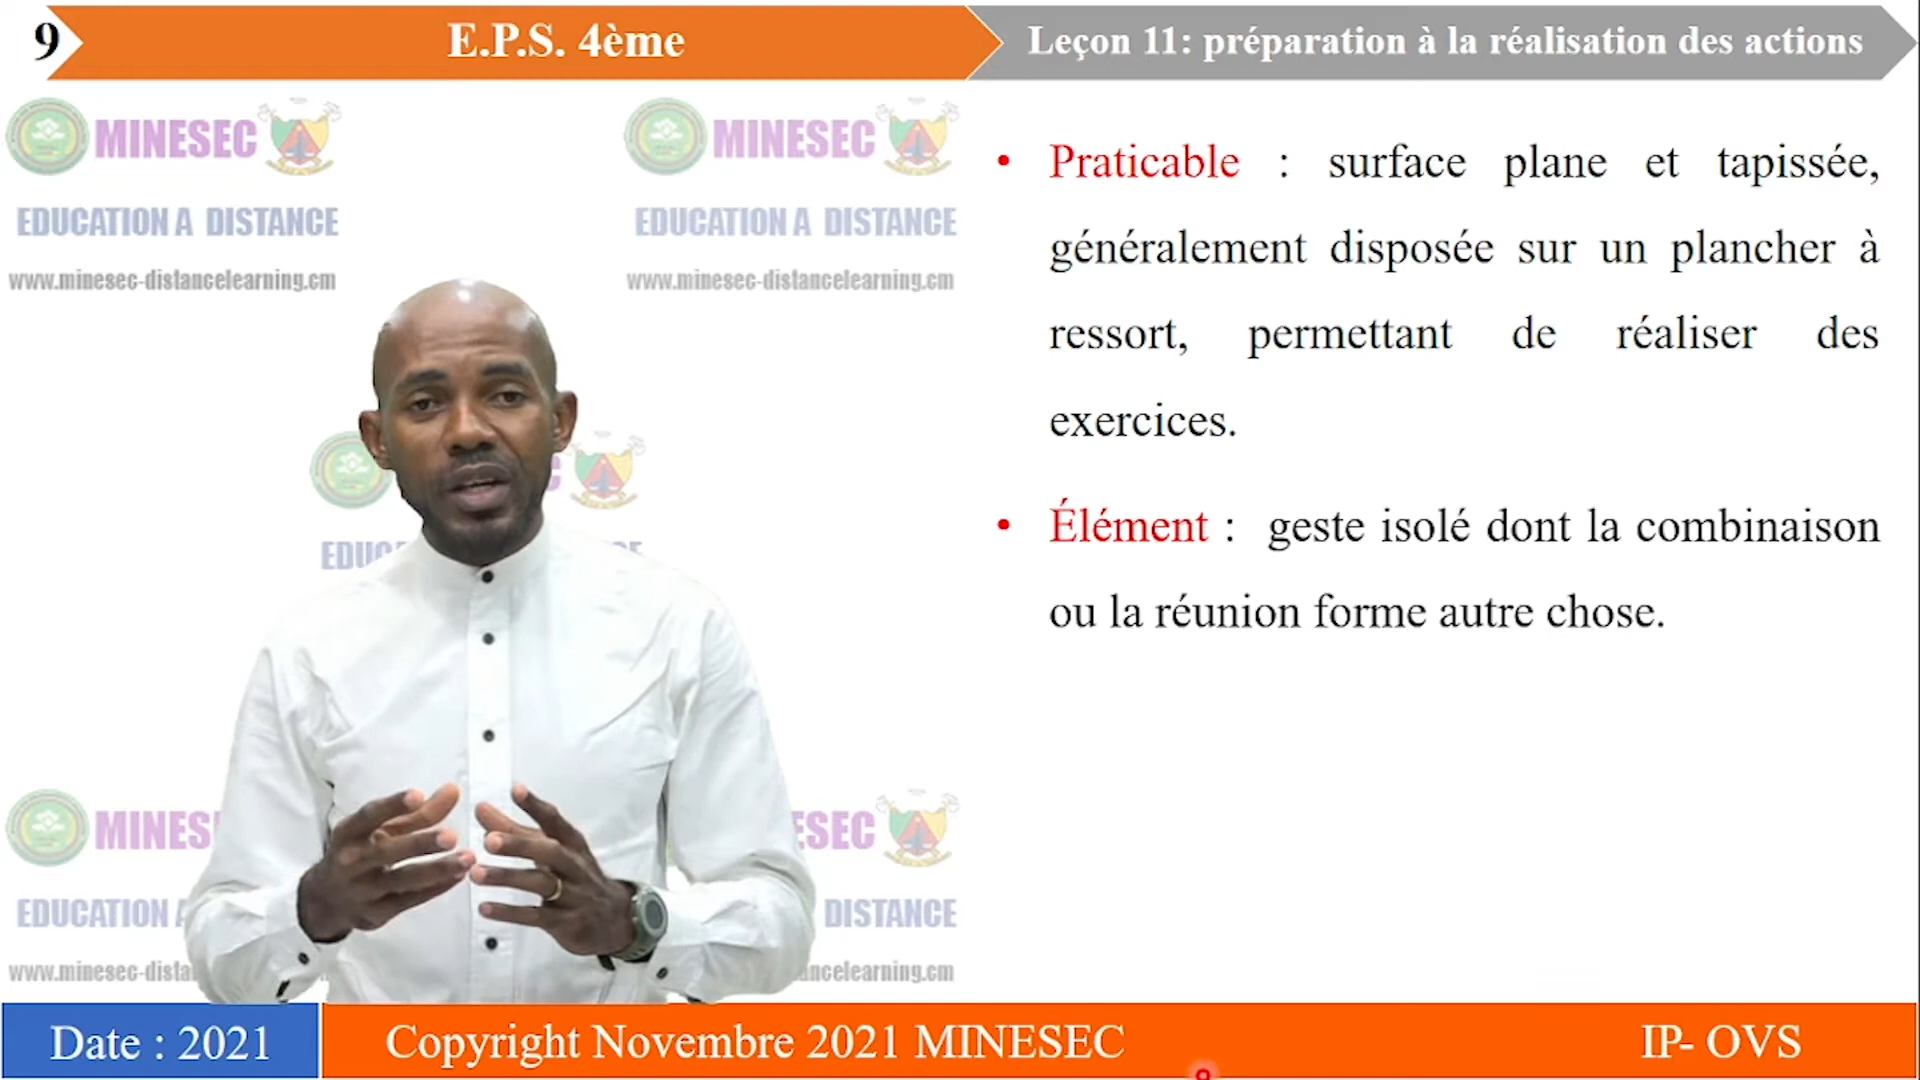 9
E.P.S. 4ème
Leçon 11: préparation à la réalisation des actions
MINESEC
EDUCATION A DISTANCE
www.minesec-distancelearning.cm
MINESEC
EDUCATION A DISTANCE
www.minesec-distancelearning.cm
• Praticable : surface plane et tapissée,
généralement disposée sur un plancher à
ressort, permettant de réaliser des
exercices.
• Élément : geste isolé dont la combinaison
ou la réunion forme autre chose.
Date : 2021
Copyright Novembre 2021 MINESEC
IP- OVS